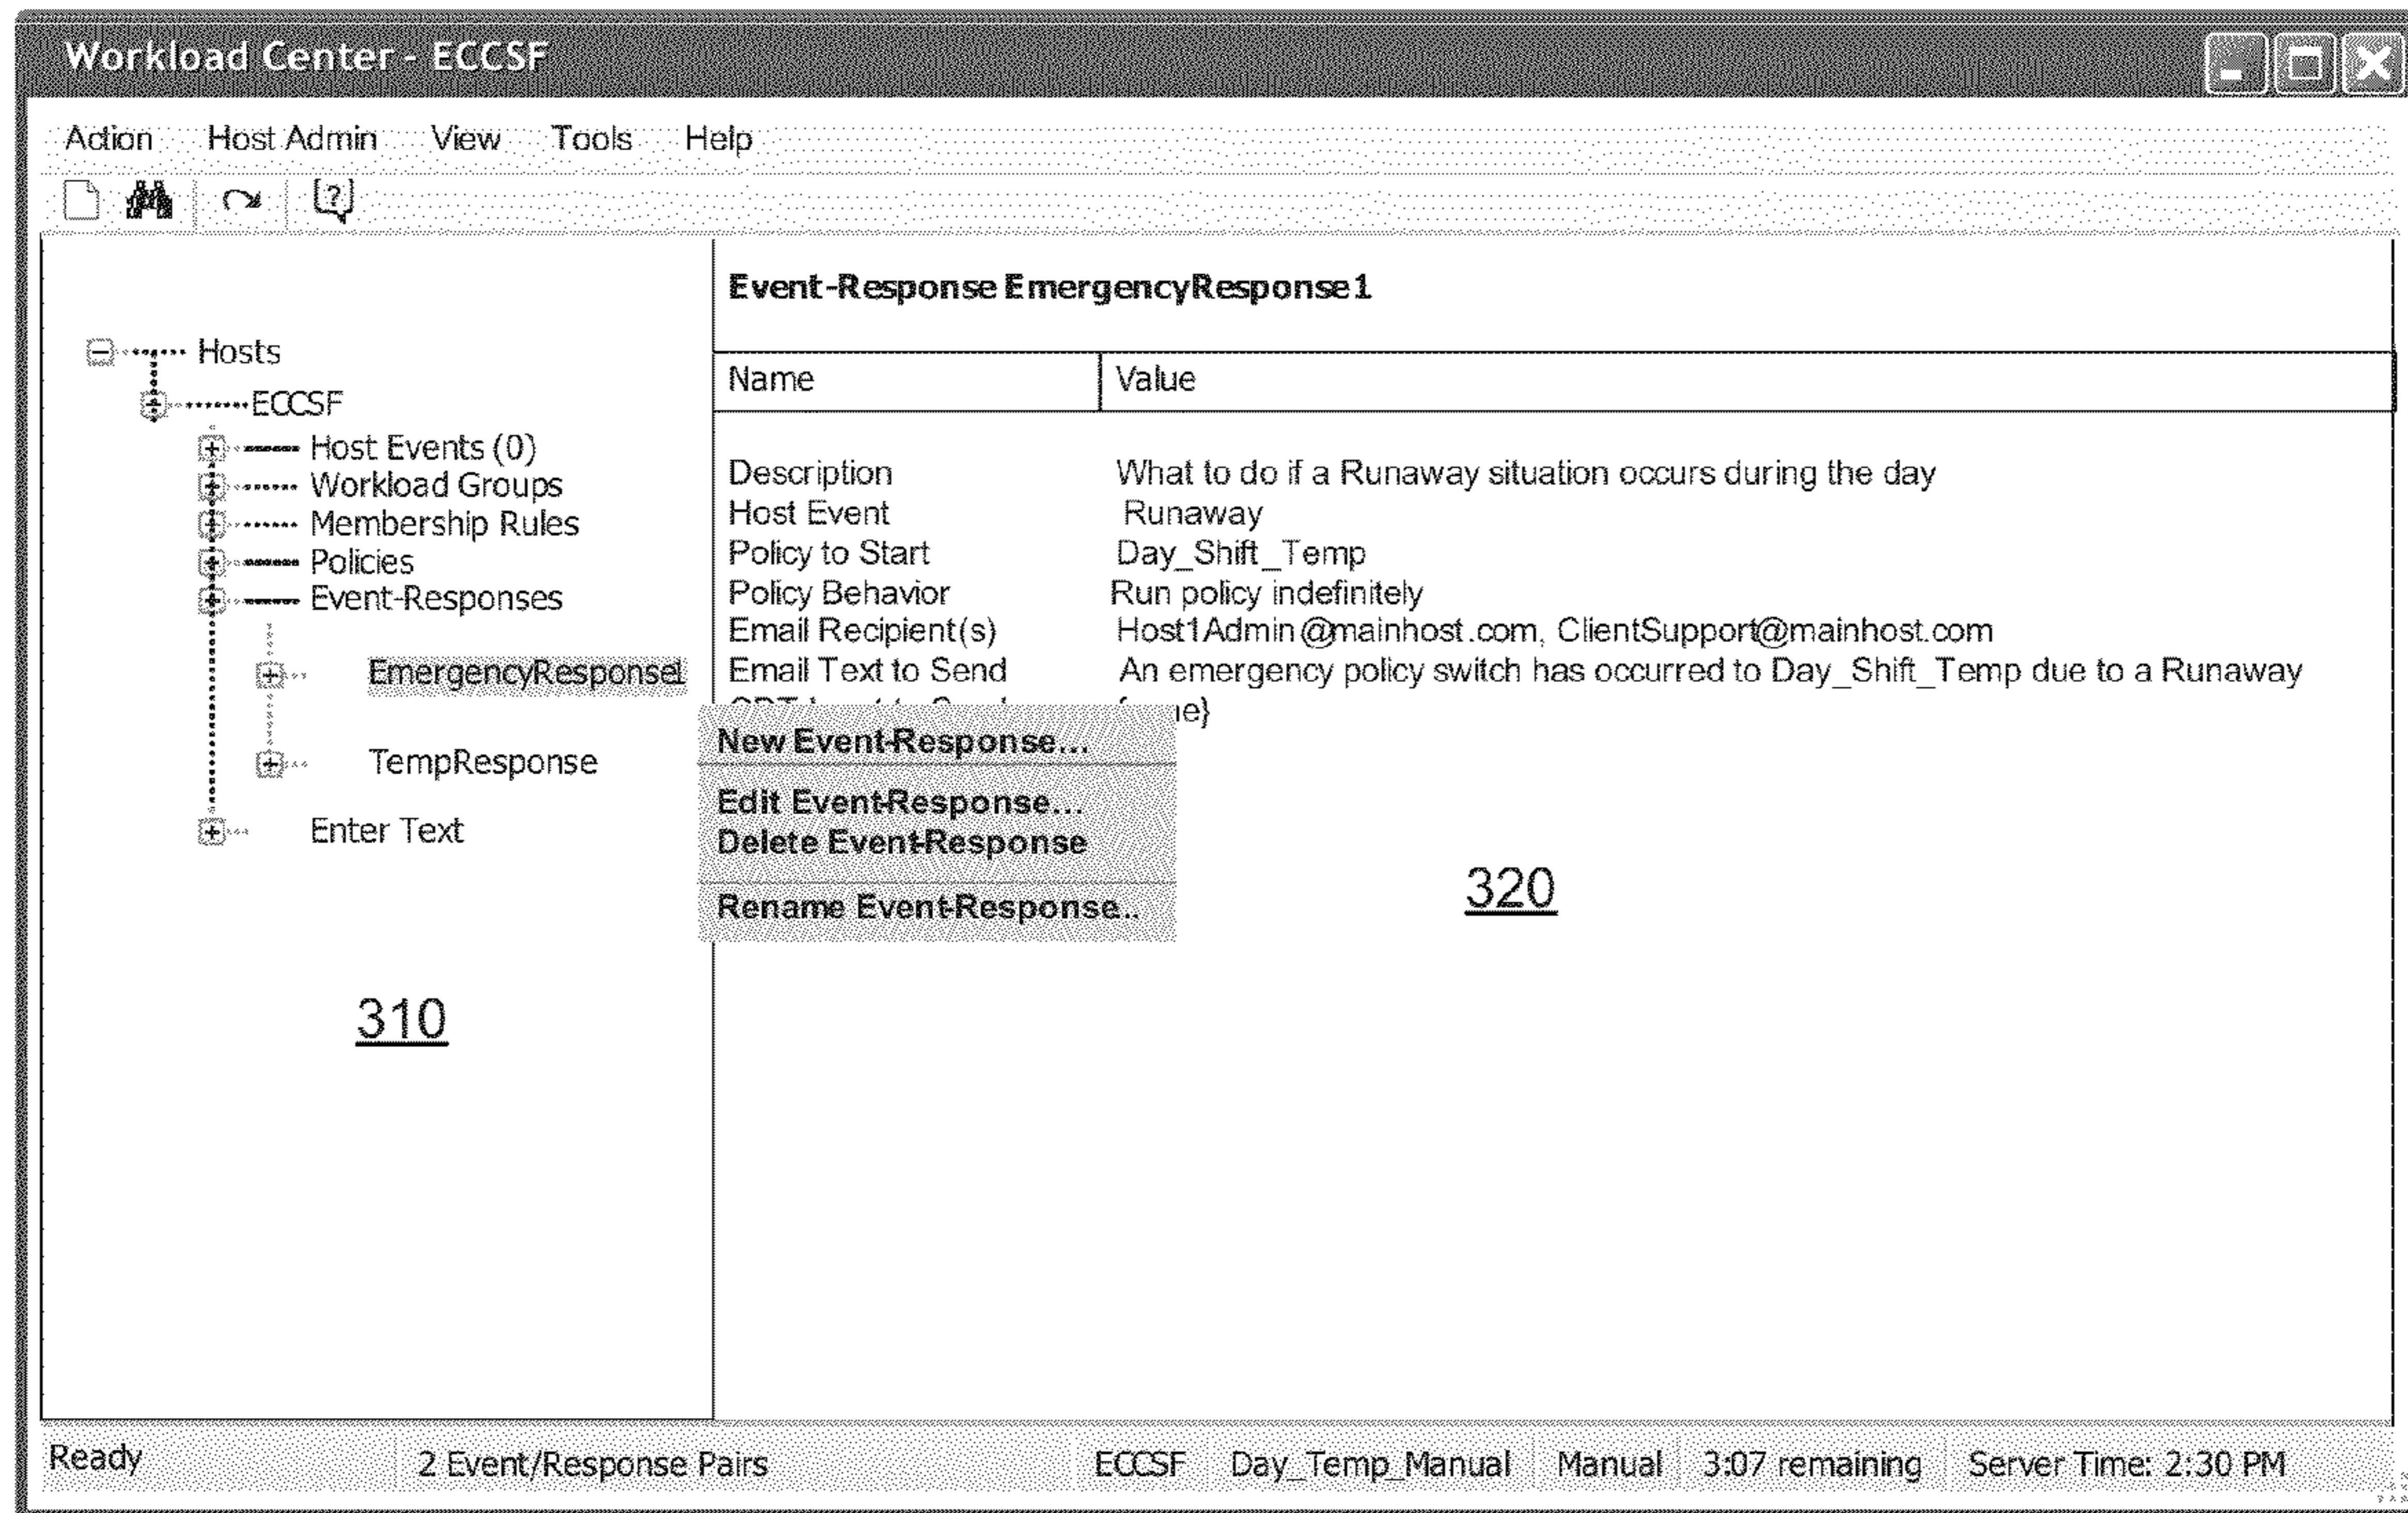 Workload Center - ECCSF
Action Host Admin View Tools Help
Event-Response EmergencyResponse1
Name Value
Hosts
ECCSF
Host Events (0)
Workload Groups
Membership Rules
Policies
Event-Responses
EmergencyResponse1
TempResponse
Enter Text
310
Description What to do if a Runaway situation occurs during the day
Host Event Runaway
Policy to Start Day_Shift_Temp
Policy Behavior Run policy indefinitely
Email Recipient(s) Host1Admin@mainhost.com, ClientSupport@mainhost.com
Email Text to Send An emergency policy switch has occurred to Day_Shift_Temp due to a Runaway
New Event-Response...
Edit Event-Response...
Delete Event-Response
Rename Event-Response..
320
Ready 2 Event/Response Pairs ECCSF Day_Temp_Manual Manual 3:07 remaining Server Time: 2:30 PM